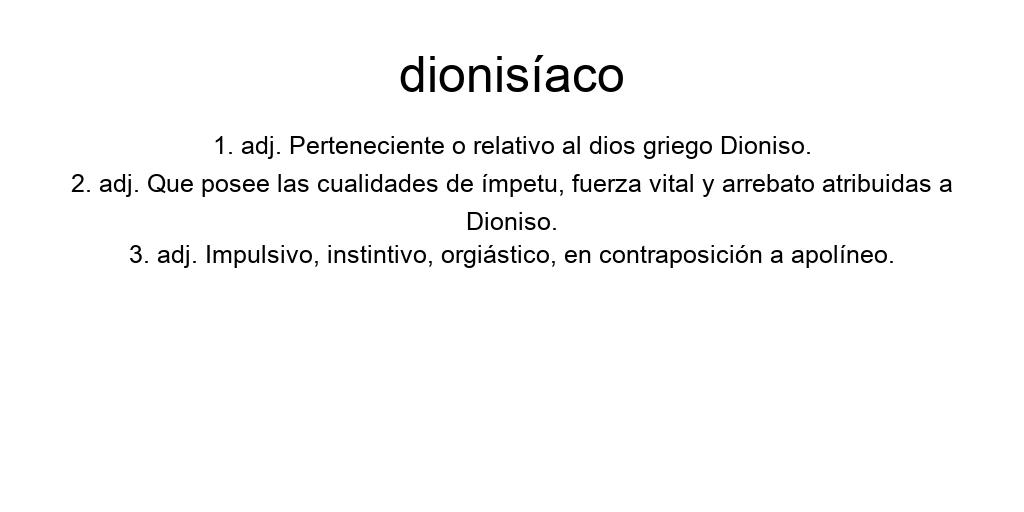 dionisíaco
1. adj. Perteneciente o relativo al dios griego Dioniso.
2. adj. Que posee las cualidades de ímpetu, fuerza vital y arrebato atribuidas a
Dioniso.
3. adj. Impulsivo, instintivo, orgiástico, en contraposición a apolíneo.